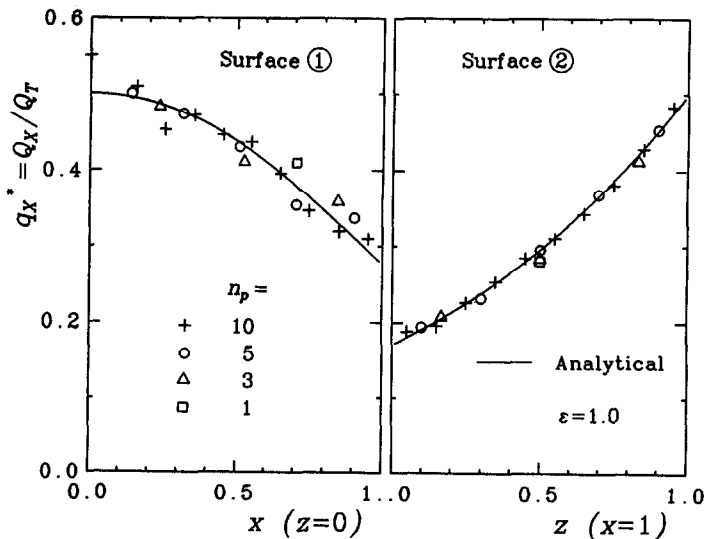 0.6
0.4
0.2
0.0
q_X* = Q_X/Q_T
Surface ①
n_p =
+ 10
○ 5
△ 3
□ 1
0.0 0.5 1.0
x (z=0)
Surface ②
Analytical
ε=1.0
0.5 1.0
z (x=1)